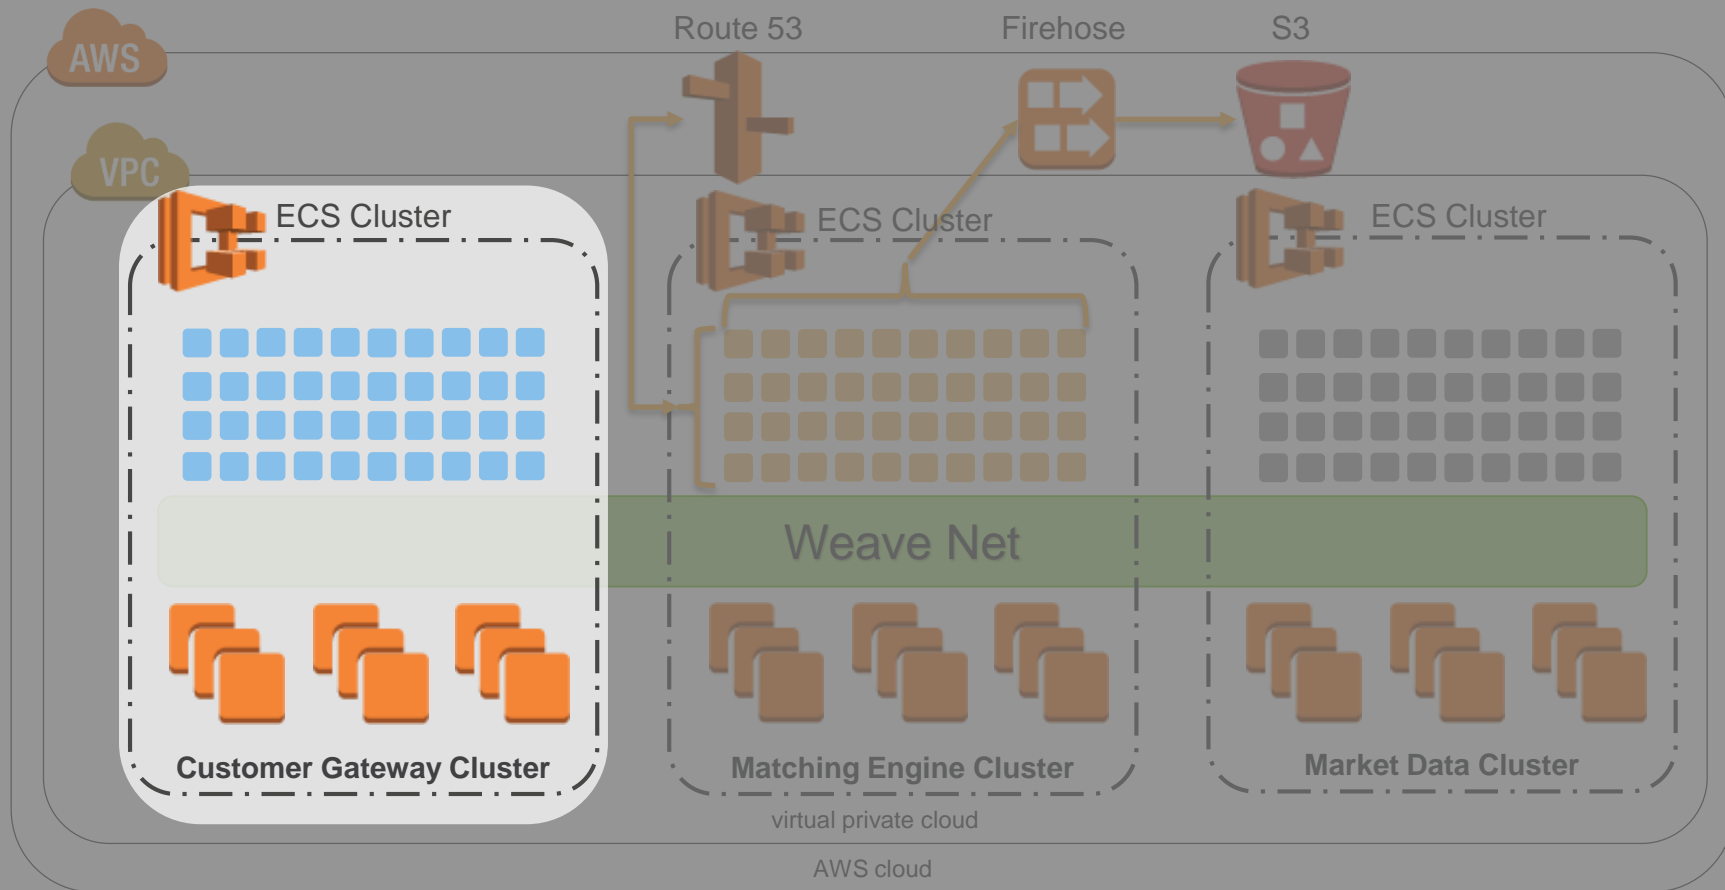 Route 53
Firehose
S3
AWS
VPC
ECS Cluster
ECS Cluster
ECS Cluster
Weave Net
Customer Gateway Cluster
Matching Engine Cluster
Market Data Cluster
virtual private cloud
AWS cloud